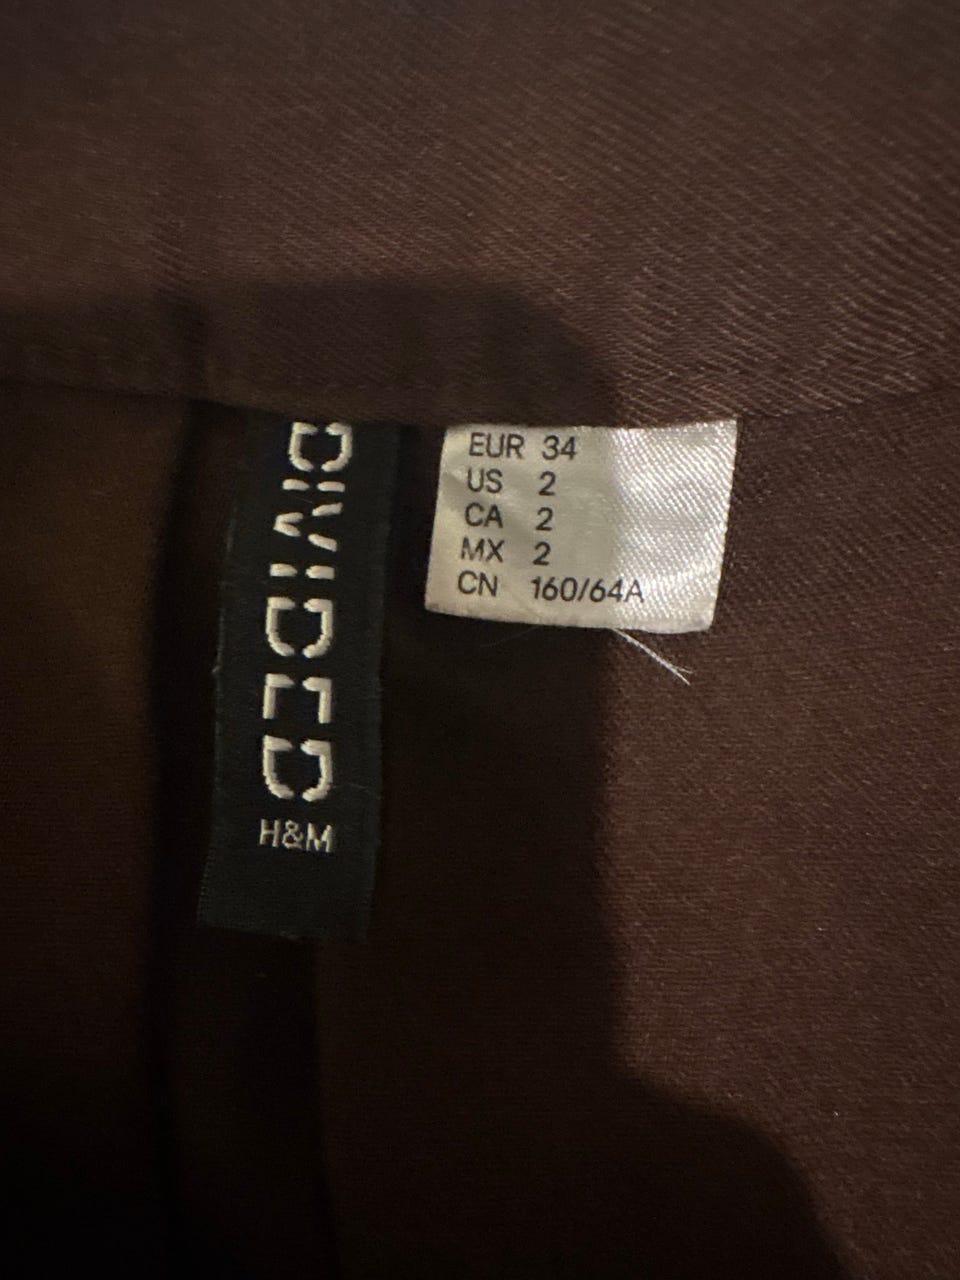 DIVIDED
H&M
EUR 34
US 2
CA 2
MX 2
CN 160/64A